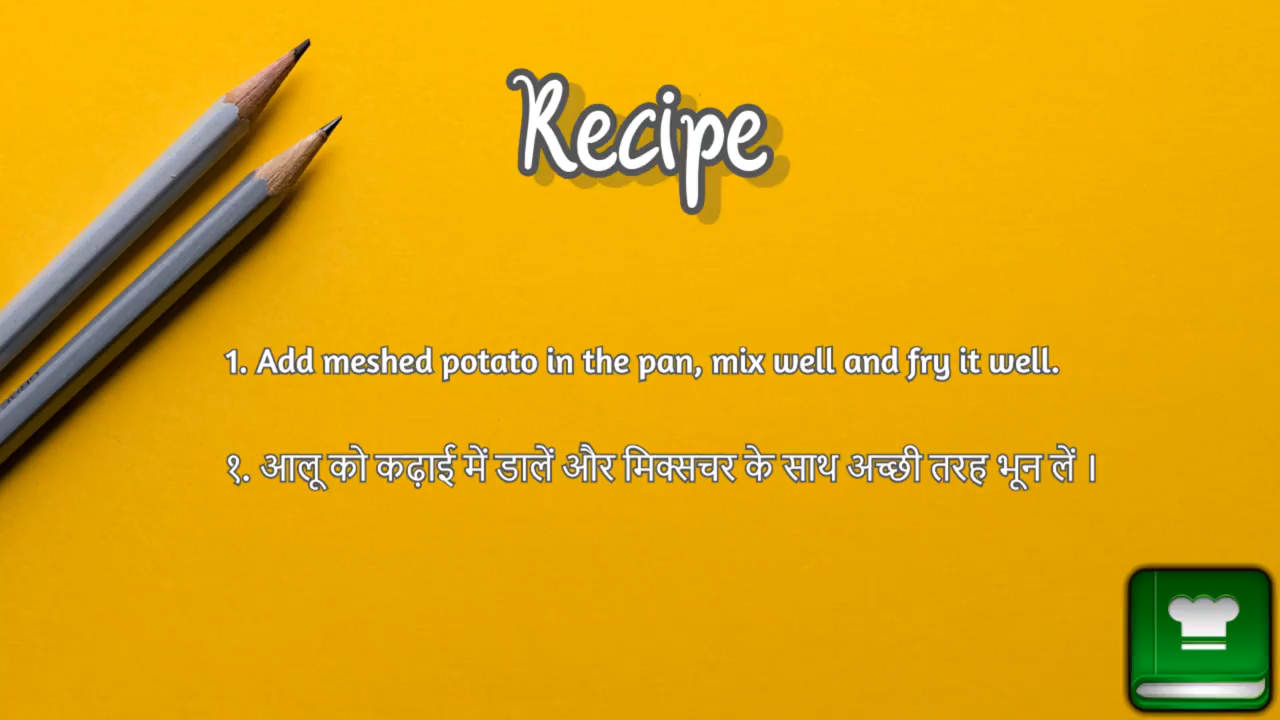 Recipe
1. Add meshed potato in the pan, mix well and fry it well.
१. आलू को कढ़ाई में डालें और मिक्सचर के साथ अच्छी तरह भून लें ।